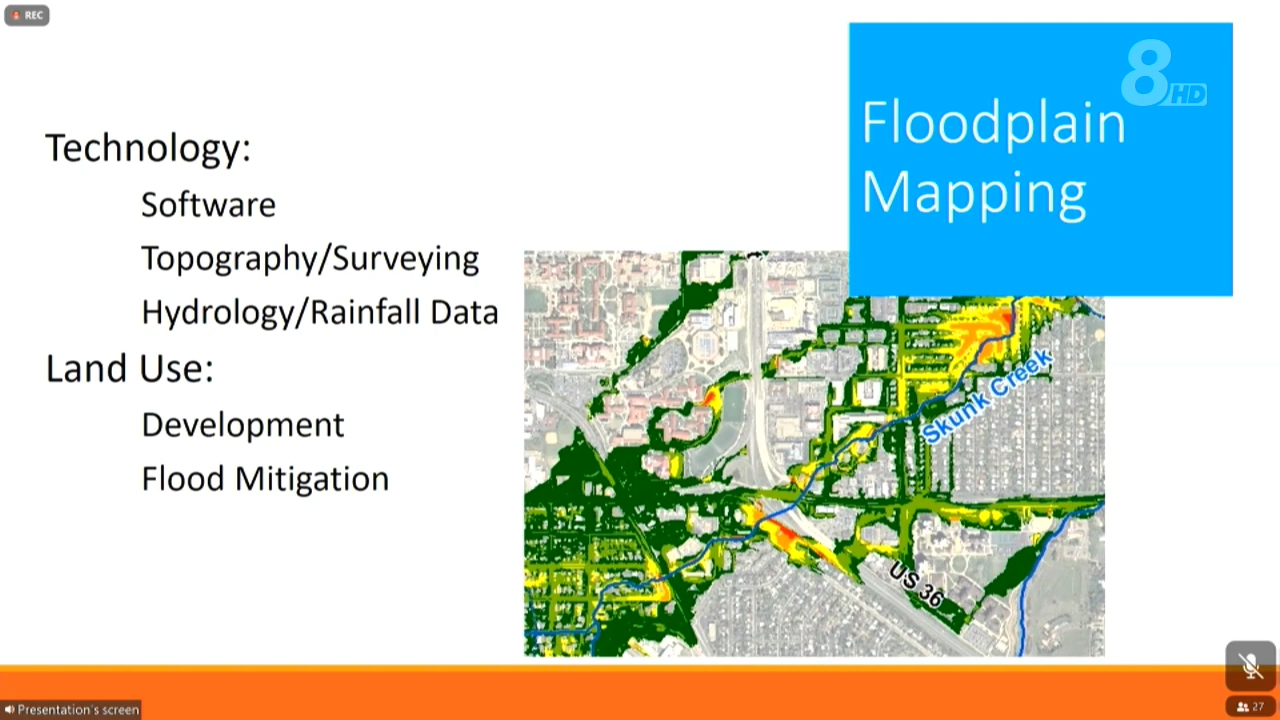 REC
8HD
Floodplain
Mapping
Technology:
Software
Topography/Surveying
Hydrology/Rainfall Data
Land Use:
Development
Flood Mitigation
Skunk Creek
US 36
Presentation's screen
27